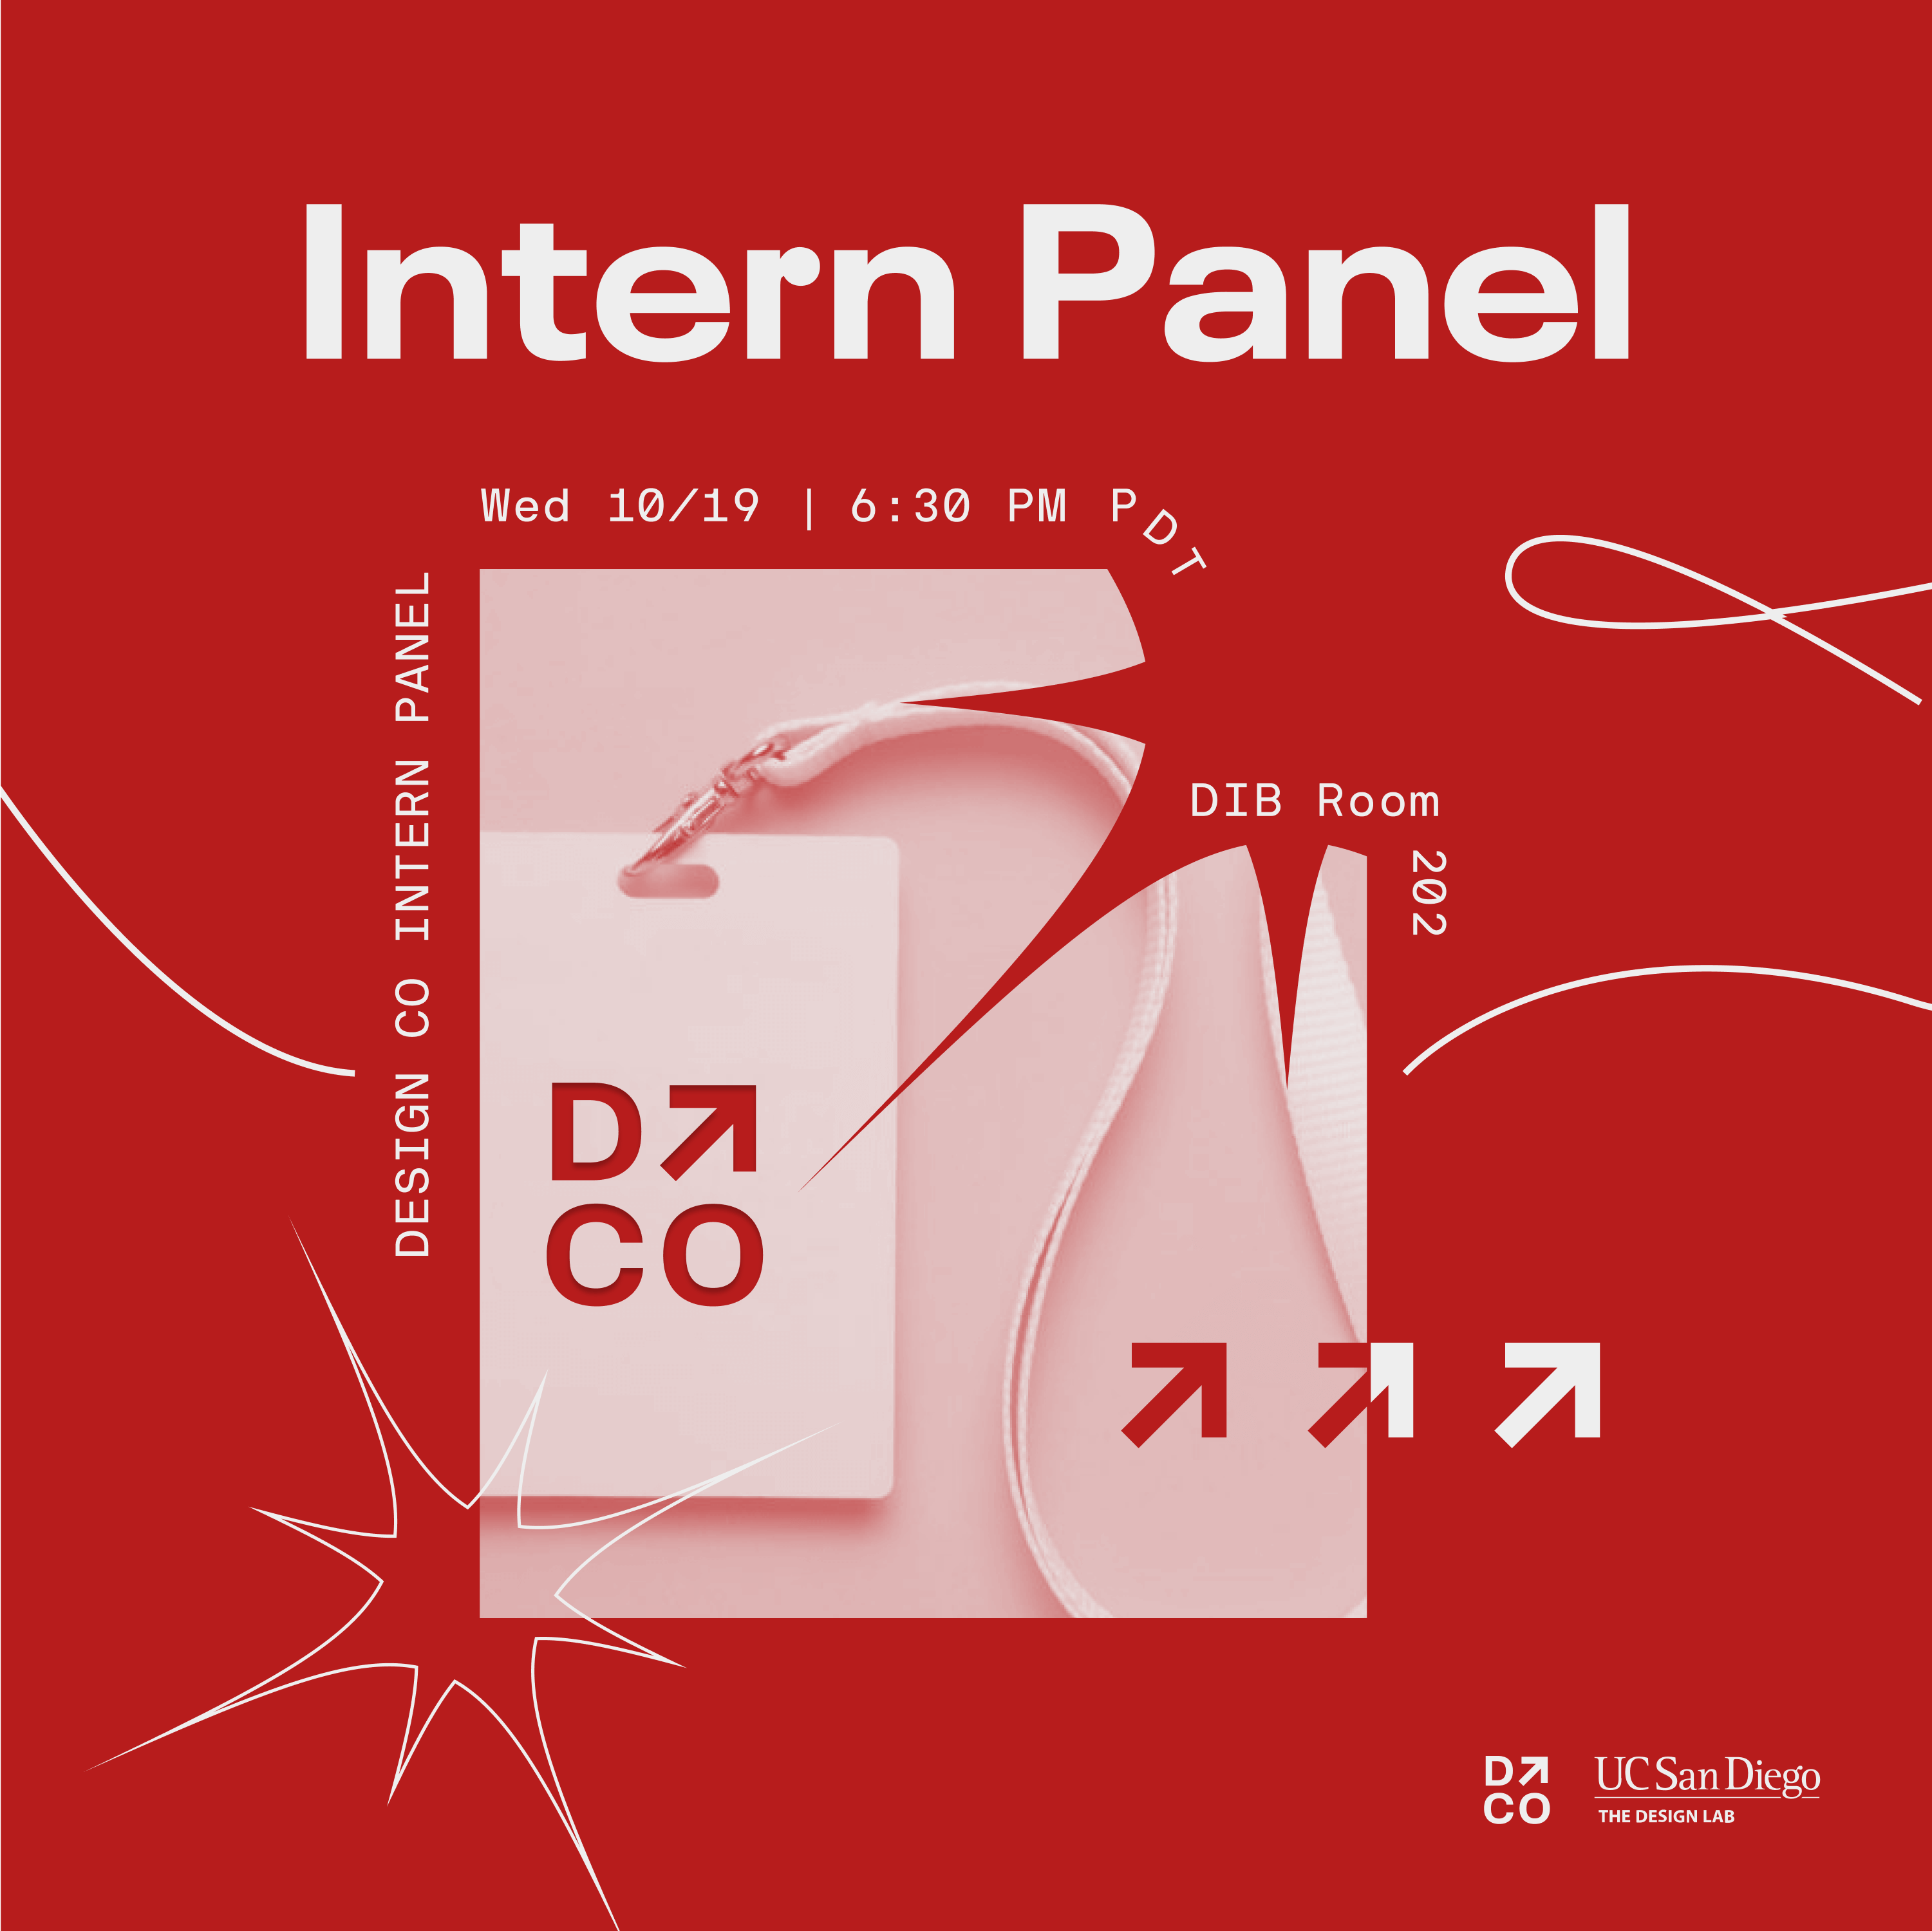 Intern Panel
Wed 10/19 | 6:30 PM PDT
DESIGN CO INTERN PANEL
DIB Room 202
D↗
CO
D↗
CO
UC San Diego
THE DESIGN LAB